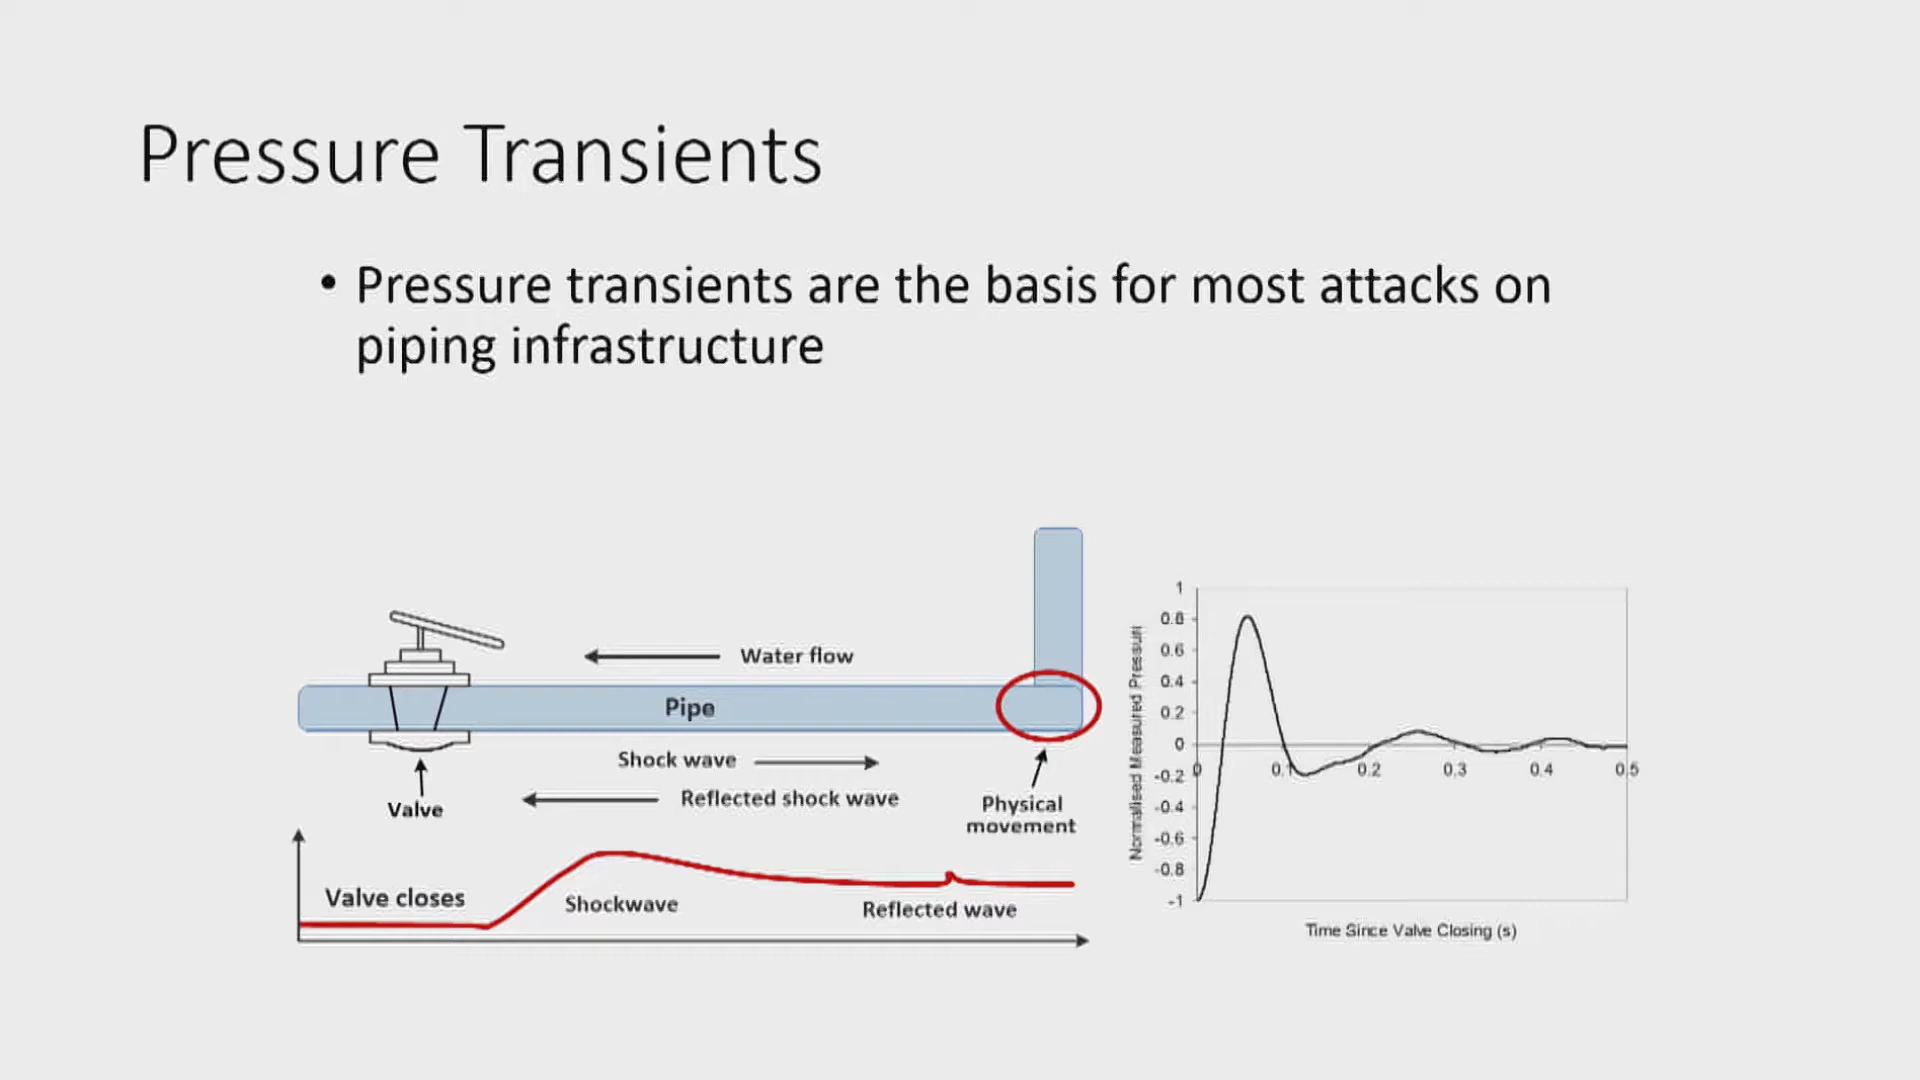 Pressure Transients
• Pressure transients are the basis for most attacks on
piping infrastructure
Water flow
Pipe
Shock wave
Reflected shock wave
Valve
Physical
movement
Valve closes
Shockwave
Reflected wave
Normalised Measured Pressure
1
0.8
0.6
0.4
0.2
0
-0.2
-0.4
-0.6
-0.8
-1
0
0.1
0.2
0.3
0.4
0.5
Time Since Valve Closing (s)